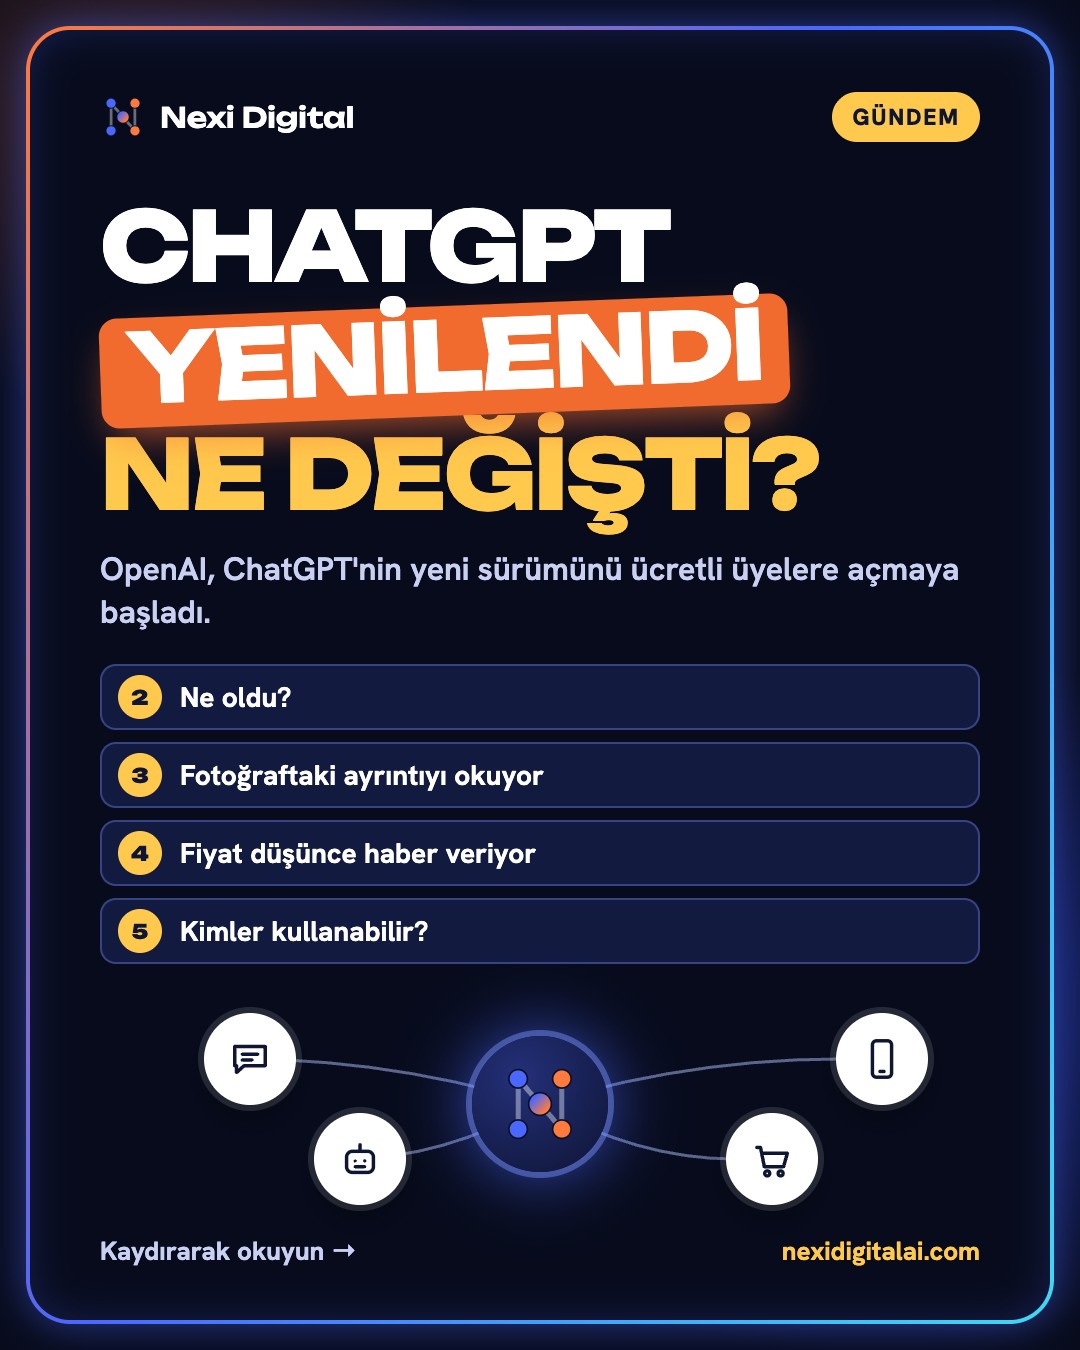 Nexi Digital
GÜNDEM
CHATGPT
YENİLENDİ
NE DEĞİŞTİ?
OpenAI, ChatGPT'nin yeni sürümünü ücretli üyelere açmaya
başladı.
2 Ne oldu?
3 Fotoğraftaki ayrıntıyı okuyor
4 Fiyat düşünce haber veriyor
5 Kimler kullanabilir?
Kaydırarak okuyun →
nexidigitalai.com